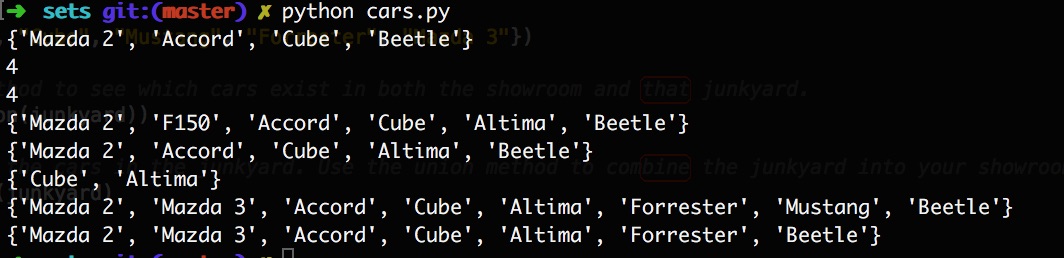 ➜ sets git:(master) ✗ python cars.py
{'Mazda 2', 'Accord', 'Cube', 'Beetle'}
4
4
{'Mazda 2', 'F150', 'Accord', 'Cube', 'Altima', 'Beetle'}
{'Mazda 2', 'Accord', 'Cube', 'Altima', 'Beetle'}
{'Cube', 'Altima'}
{'Mazda 2', 'Mazda 3', 'Accord', 'Cube', 'Altima', 'Forrester', 'Mustang', 'Beetle'}
{'Mazda 2', 'Mazda 3', 'Accord', 'Cube', 'Altima', 'Forrester', 'Beetle'}